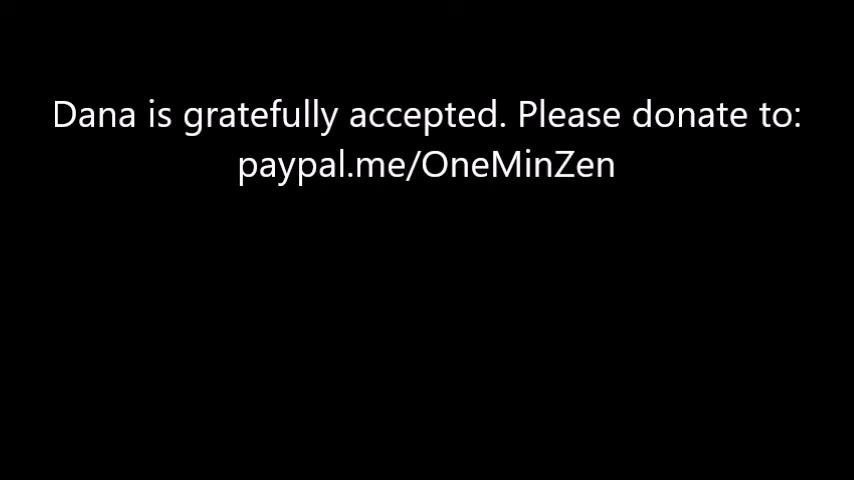 Dana is gratefully accepted. Please donate to:
paypal.me/OneMinZen